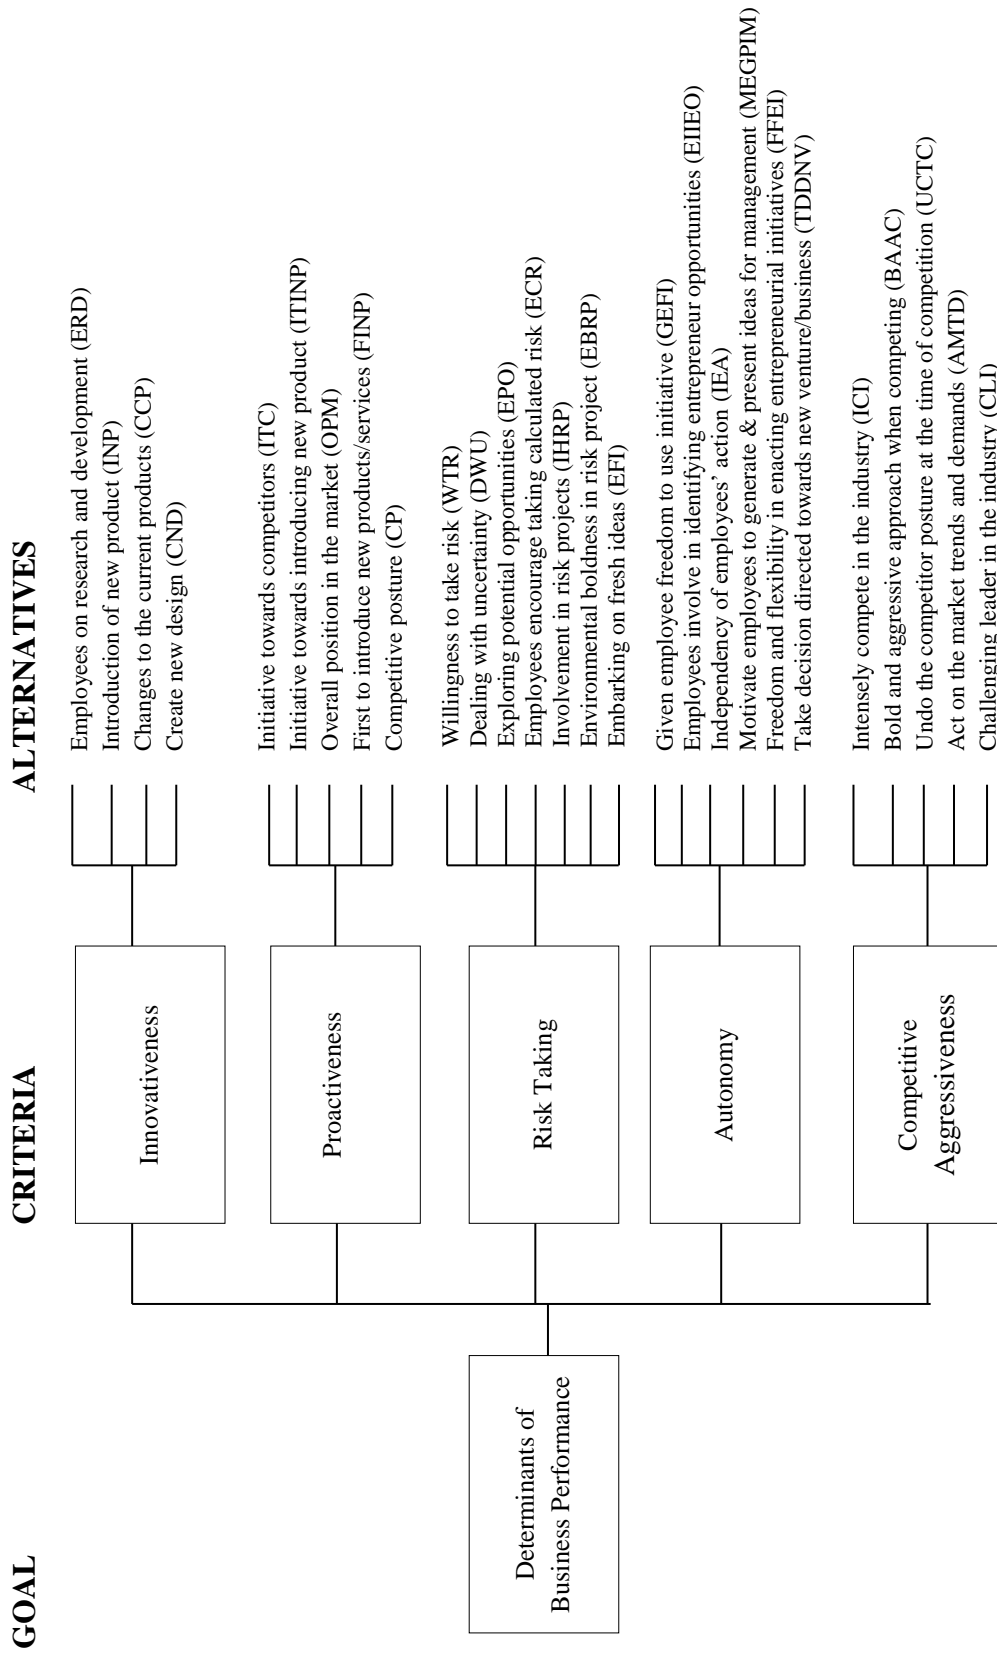 GOAL
CRITERIA
ALTERNATIVES
Determinants of
Business Performance
Innovativeness
Employees on research and development (ERD)
Introduction of new product (INP)
Changes to the current products (CCP)
Create new design (CND)
Proactiveness
Initiative towards competitors (ITC)
Initiative towards introducing new product (ITINP)
Overall position in the market (OPM)
First to introduce new products/services (FINP)
Competitive posture (CP)
Risk Taking
Willingness to take risk (WTR)
Dealing with uncertainty (DWU)
Exploring potential opportunities (EPO)
Employees encourage taking calculated risk (ECR)
Involvement in risk projects (IHRP)
Environmental boldness in risk project (EBRP)
Embarking on fresh ideas (EFI)
Autonomy
Given employee freedom to use initiative (GEFI)
Employees involve in identifying entrepreneur opportunities (EIIEO)
Independency of employees’ action (IEA)
Motivate employees to generate & present ideas for management (MEGPIM)
Freedom and flexibility in enacting entrepreneurial initiatives (FFEI)
Take decision directed towards new venture/business (TDDNV)
Competitive
Aggressiveness
Intensely compete in the industry (ICI)
Bold and aggressive approach when competing (BAAC)
Undo the competitor posture at the time of competition (UCTC)
Act on the market trends and demands (AMTD)
Challenging leader in the industry (CLI)